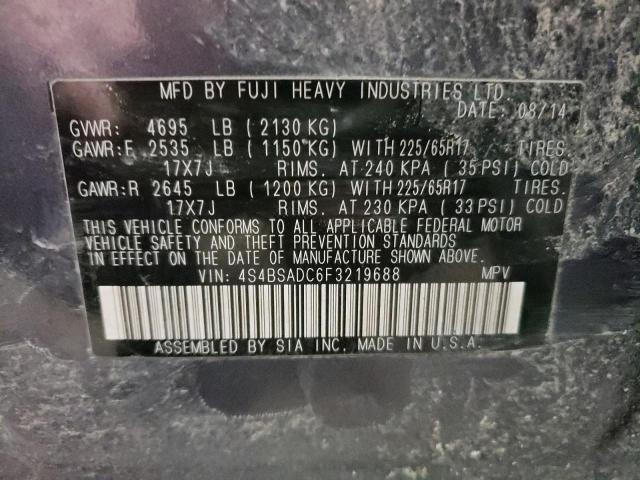 MFD BY FUJI HEAVY INDUSTRIES LTD.
DATE: 08/14
GVWR: 4695 LB (2130 KG)
GAWR:F 2535 LB (1150KG) WITH 225/65R17 TIRES.
17X7J RIMS. AT 240 KPA (35 PSI) COLD
GAWR:R 2645 LB (1200 KG) WITH 225/65R17 TIRES.
17X7J RIMS. AT 230 KPA (33 PSI) COLD
THIS VEHICLE CONFORMS TO ALL APPLICABLE FEDERAL MOTOR
VEHICLE SAFETY AND THEFT PREVENTION STANDARDS
IN EFFECT ON THE DATE OF MANUFACTURE SHOWN ABOVE.
VIN: 4S4BSADC6F3219688 MPV
ASSEMBLED BY SIA INC. MADE IN U.S.A.